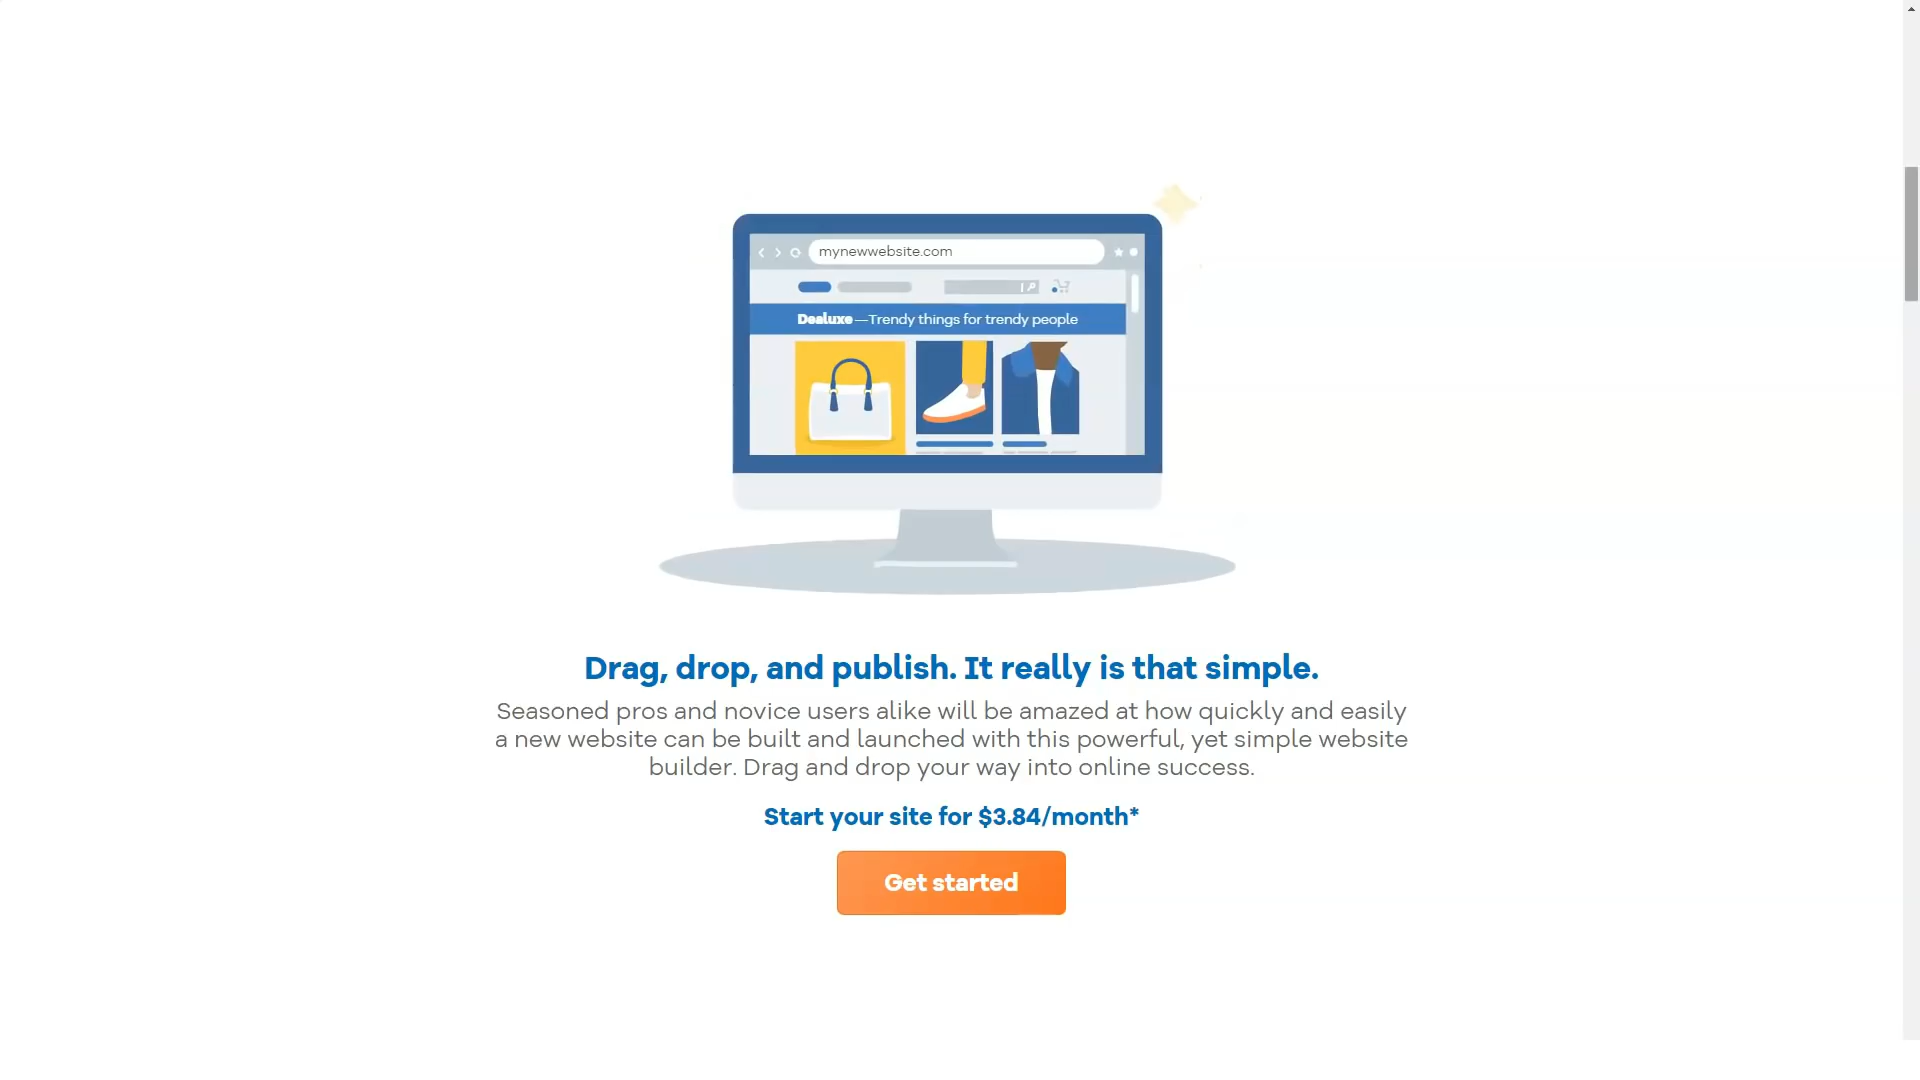 mynewwebsite.com
Dealuxe—Trendy things for trendy people
Drag, drop, and publish. It really is that simple.
Seasoned pros and novice users alike will be amazed at how quickly and easily
a new website can be built and launched with this powerful, yet simple website
builder. Drag and drop your way into online success.
Start your site for $3.84/month*
Get started